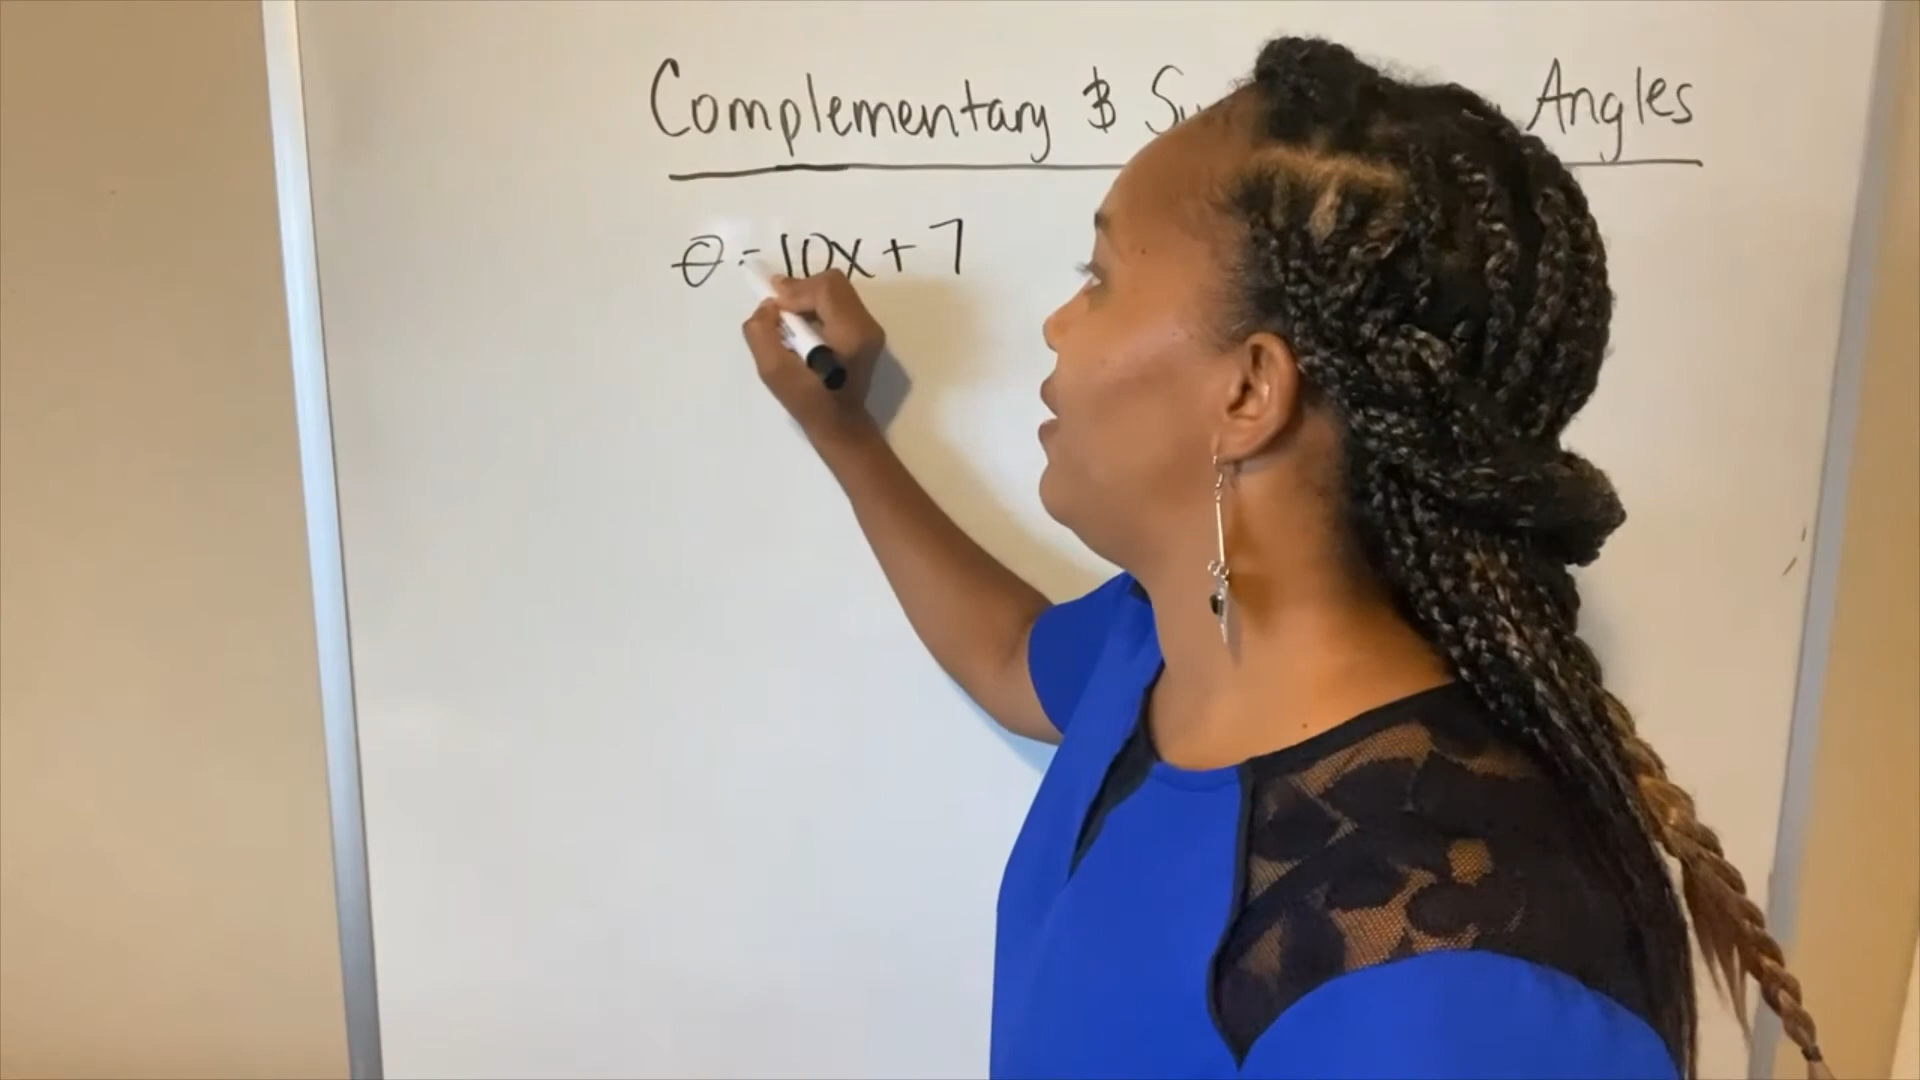 Complementary & Angles
θ = 10x + 7